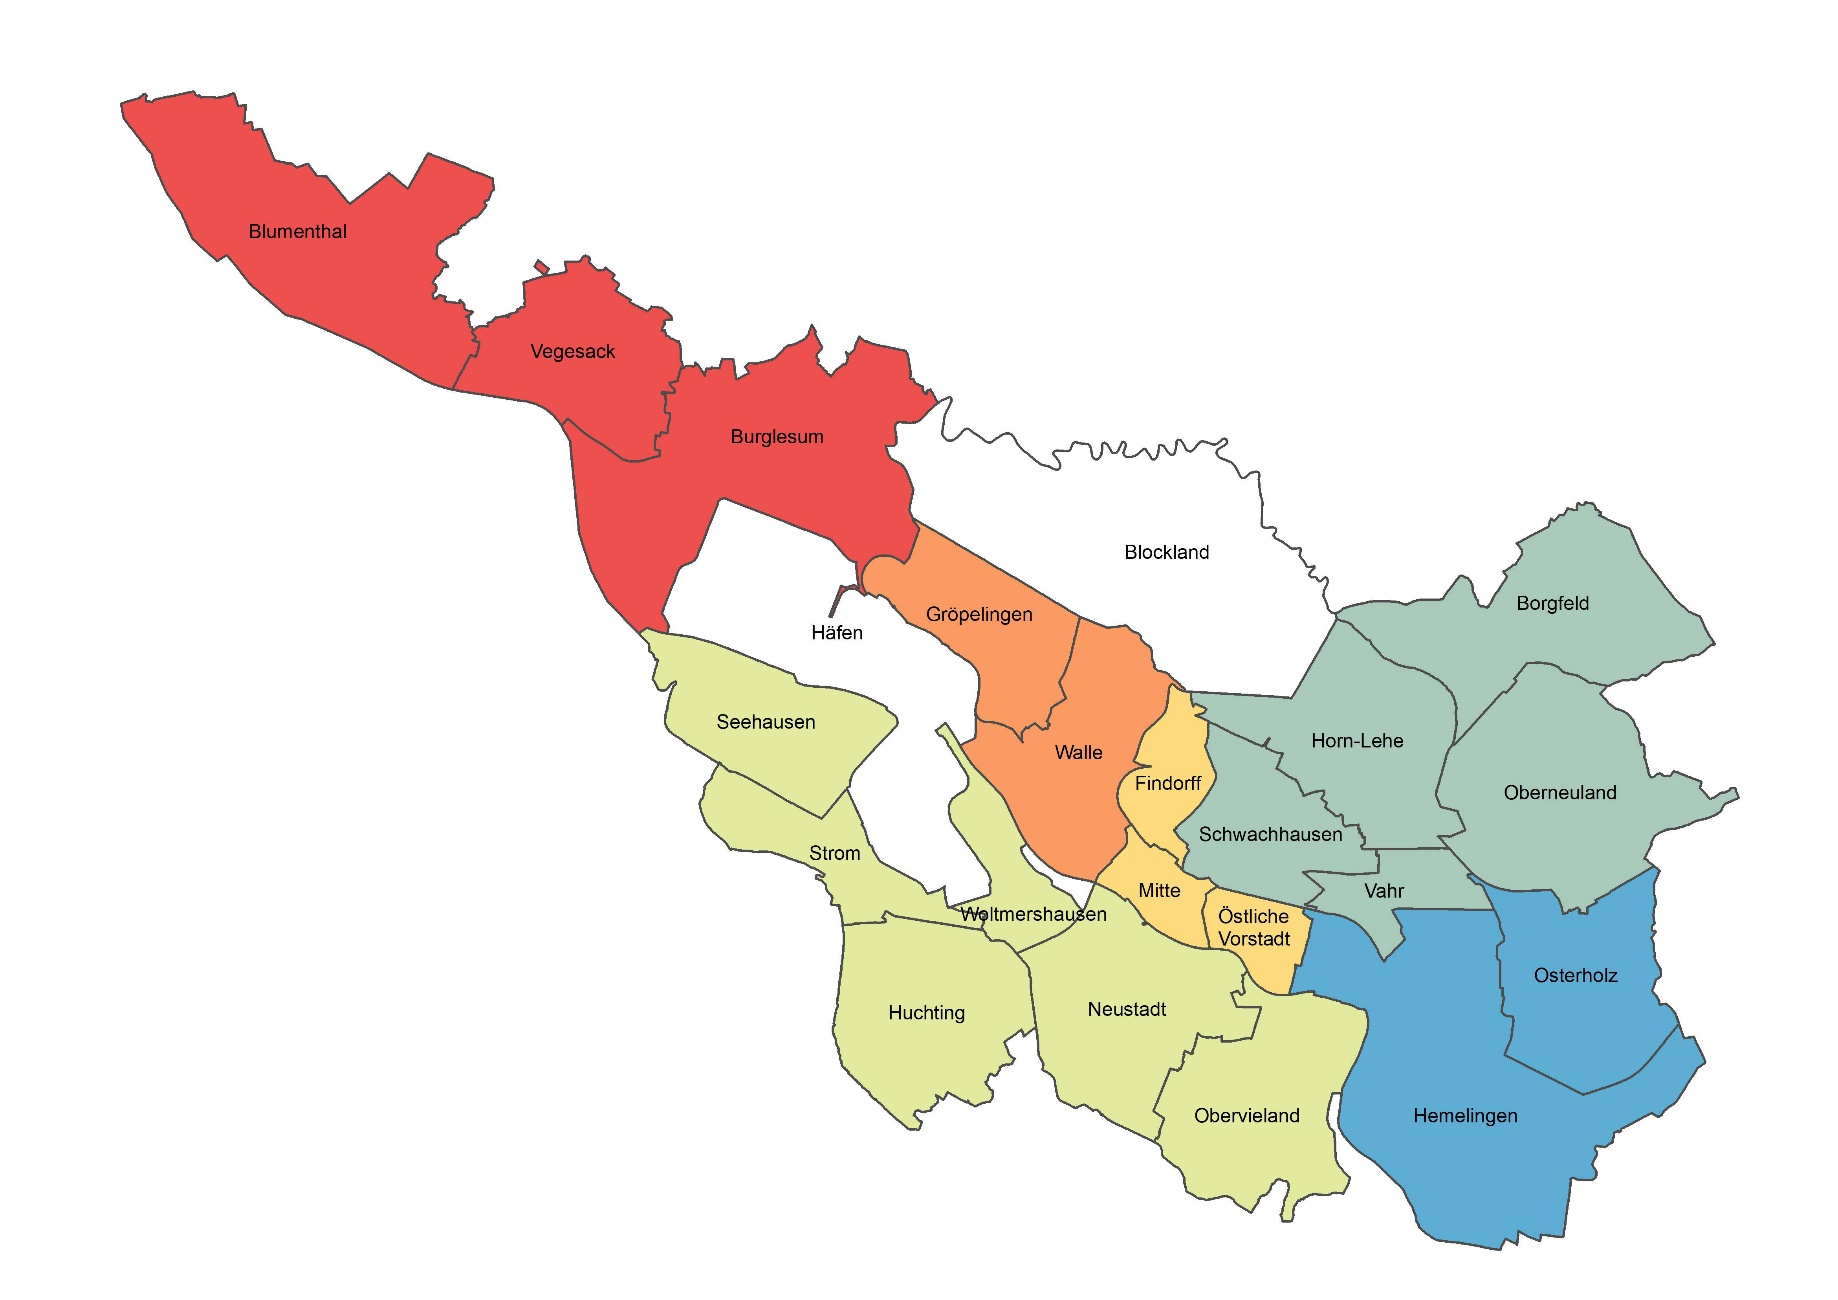 Blumenthal
Vegesack
Burglesum
Blockland
Borgfeld
Gröpelingen
Häfen
Seehausen
Horn-Lehe
Walle
Findorff
Oberneuland
Schwachhausen
Strom
Mitte
Vahr
Woltmershausen
Östliche
Vorstadt
Osterholz
Huchting
Neustadt
Obervieland
Hemelingen